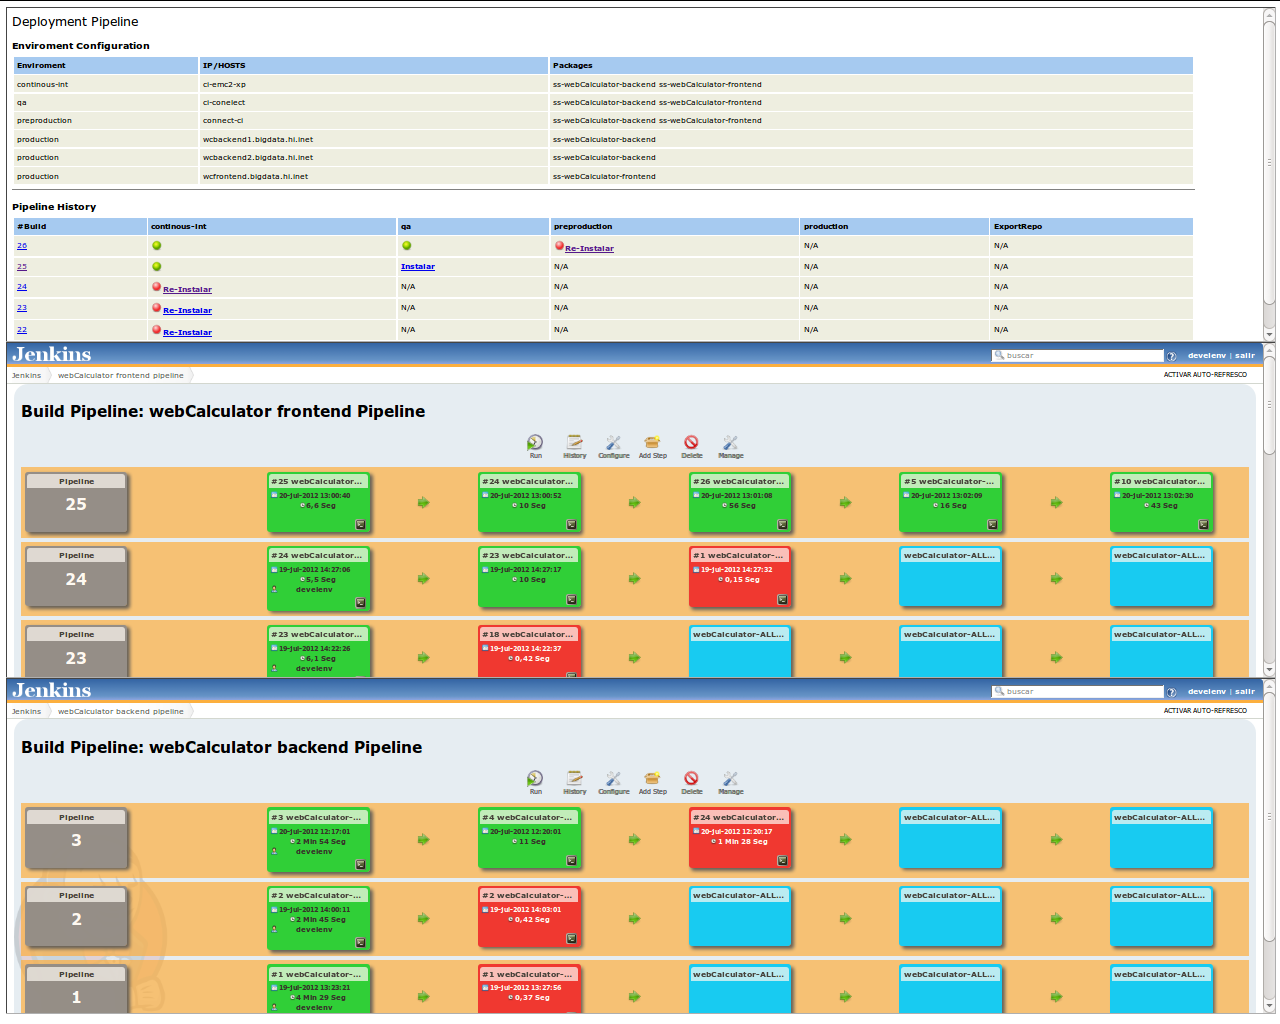 Deployment Pipeline
Enviroment Configuration
Enviroment IP/HOSTS Packages
continous-int ci-emc2-xp ss-webCalculator-backend ss-webCalculator-frontend
qa ci-conelect ss-webCalculator-backend ss-webCalculator-frontend
preproduction connect-ci ss-webCalculator-backend ss-webCalculator-frontend
production wcbackend1.bigdata.hi.inet ss-webCalculator-backend
production wcbackend2.bigdata.hi.inet ss-webCalculator-backend
production wcfrontend.bigdata.hi.inet ss-webCalculator-frontend
Pipeline History
#Build continous-int qa preproduction production ExportRepo
26 Re-Instalar N/A N/A
25 Instalar N/A N/A N/A
24 Re-Instalar N/A N/A N/A N/A
23 Re-Instalar N/A N/A N/A N/A
22 Re-Instalar N/A N/A N/A N/A
Jenkins buscar develenv | salir
Jenkins webCalculator frontend pipeline ACTIVAR AUTO-REFRESCO
Build Pipeline: webCalculator frontend Pipeline
Run History Configure Add Step Delete Manage
Pipeline #25 webCalculator... #24 webCalculator... #26 webCalculator... #5 webCalculator-... #10 webCalculator...
25 20-jul-2012 13:00:40 20-jul-2012 13:00:52 20-jul-2012 13:01:08 20-jul-2012 13:02:09 20-jul-2012 13:02:30
6,6 Seg 10 Seg 56 Seg 16 Seg 43 Seg
Pipeline #24 webCalculator... #23 webCalculator... #1 webCalculator-... webCalculator-ALL... webCalculator-ALL...
24 19-jul-2012 14:27:06 19-jul-2012 14:27:17 19-jul-2012 14:27:32
5,5 Seg 10 Seg 0,15 Seg
develenv
Pipeline #23 webCalculator... #18 webCalculator... webCalculator-ALL... webCalculator-ALL... webCalculator-ALL...
23 19-jul-2012 14:22:26 19-jul-2012 14:22:37
6,1 Seg 0,42 Seg
develenv
Jenkins buscar develenv | salir
Jenkins webCalculator backend pipeline ACTIVAR AUTO-REFRESCO
Build Pipeline: webCalculator backend Pipeline
Run History Configure Add Step Delete Manage
Pipeline #3 webCalculator-... #4 webCalculator-... #24 webCalculator... webCalculator-ALL... webCalculator-ALL...
3 20-jul-2012 12:17:01 20-jul-2012 12:20:01 20-jul-2012 12:20:17
2 Min 54 Seg 11 Seg 1 Min 28 Seg
develenv
Pipeline #2 webCalculator-... #2 webCalculator-... webCalculator-ALL... webCalculator-ALL... webCalculator-ALL...
2 19-jul-2012 14:00:11 19-jul-2012 14:03:01
2 Min 45 Seg 0,42 Seg
develenv
Pipeline #1 webCalculator-... #1 webCalculator-... webCalculator-ALL... webCalculator-ALL... webCalculator-ALL...
1 19-jul-2012 13:23:21 19-jul-2012 13:27:56
4 Min 29 Seg 0,37 Seg
develenv